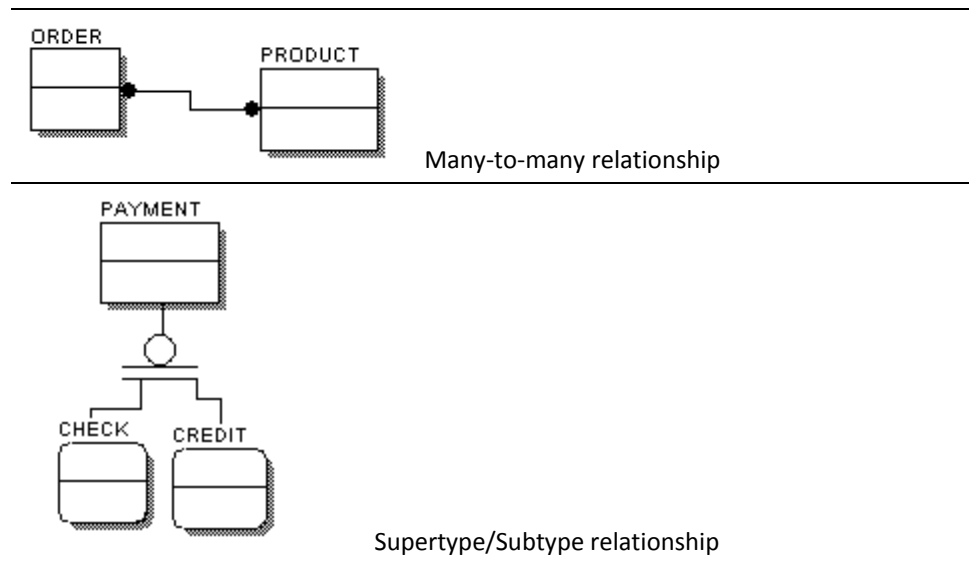 ORDER
PRODUCT
Many-to-many relationship
PAYMENT
CHECK
CREDIT
Supertype/Subtype relationship